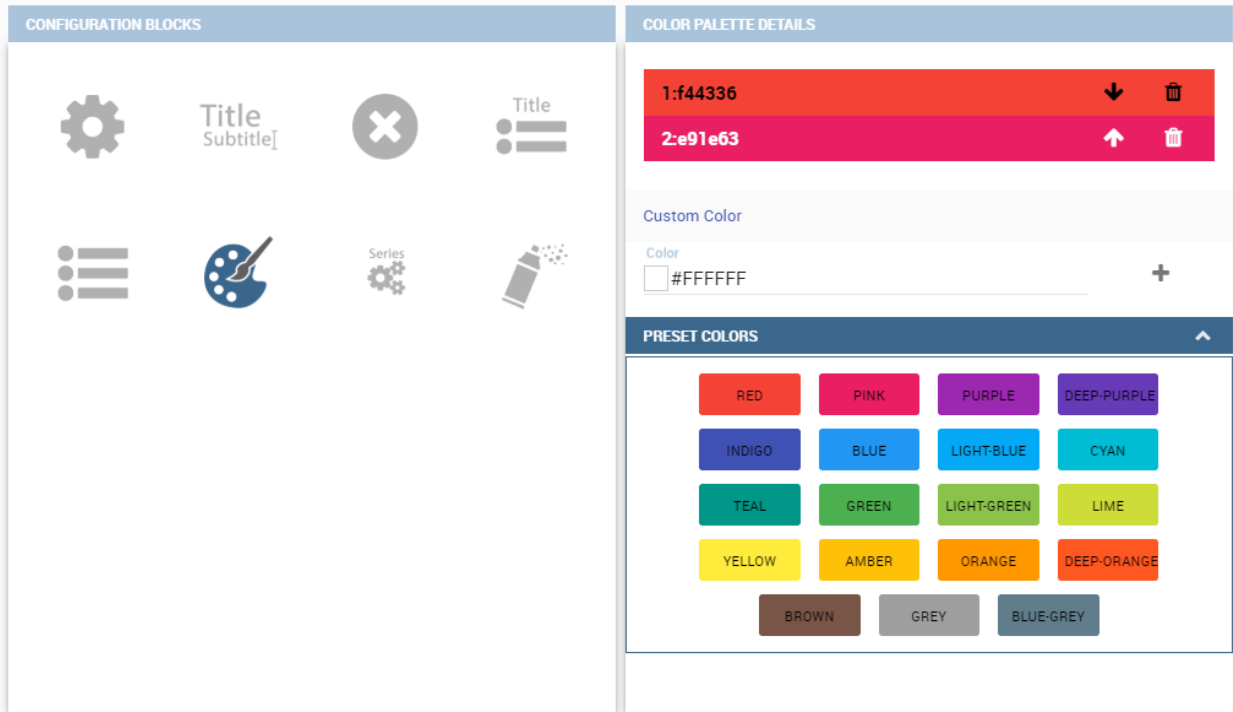 CONFIGURATION BLOCKS
Title
Subtitle
Title
Series
COLOR PALETTE DETAILS
1:f44336
2:e91e63
Custom Color
Color
#FFFFFF
PRESET COLORS
RED PINK PURPLE DEEP-PURPLE
INDIGO BLUE LIGHT-BLUE CYAN
TEAL GREEN LIGHT-GREEN LIME
YELLOW AMBER ORANGE DEEP-ORANGE
BROWN GREY BLUE-GREY